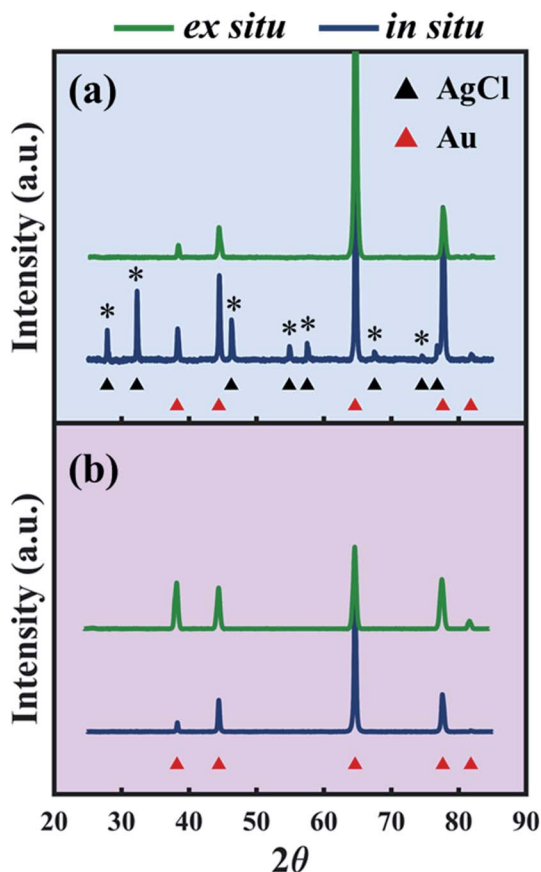 ex situ in situ
(a)
AgCl
Au
Intensity (a.u.)
* * * * * * *
(b)
Intensity (a.u.)
20 30 40 50 60 70 80 90
2θ